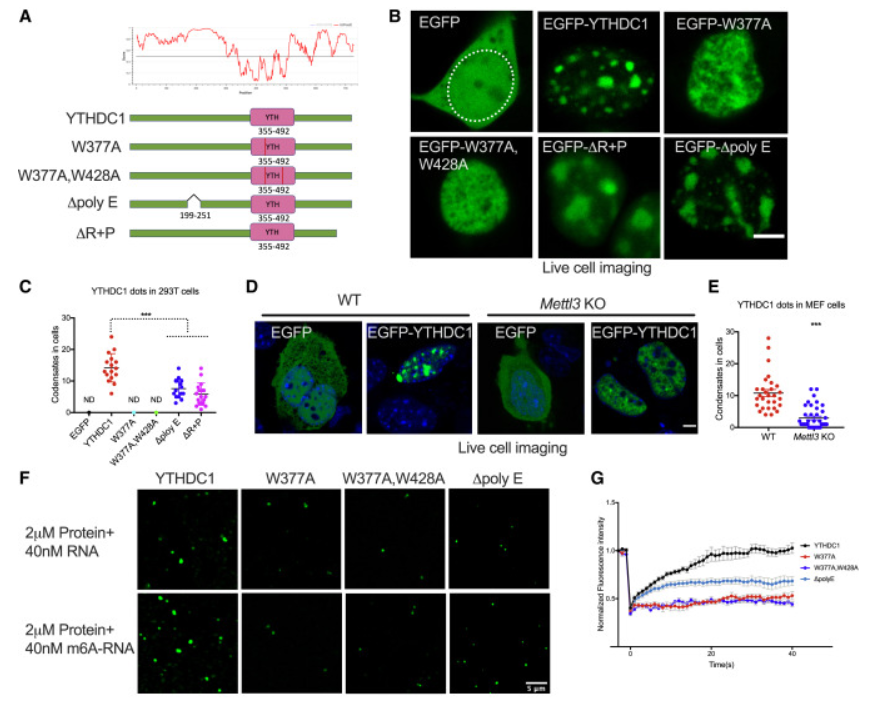 A
YTHDC1
YTH
355-492
W377A
YTH
355-492
W377A,W428A
YTH
355-492
Δpoly E
199-251
YTH
355-492
ΔR+P
YTH
355-492
B
EGFP
EGFP-YTHDC1
EGFP-W377A
EGFP-W377A,
W428A
EGFP-ΔR+P
EGFP-Δpoly E
Live cell imaging
C
YTHDC1 dots in 293T cells
Codensates in cells
30
20
10
0
***
ND
ND
ND
EGFP
YTHDC1
W377A
W377A,W428A
Δploy E
ΔR+P
D
WT
Mettl3 KO
EGFP
EGFP-YTHDC1
EGFP
EGFP-YTHDC1
Live cell imaging
E
YTHDC1 dots in MEF cells
Condensates in cells
30
20
10
0
***
WT
Mettl3 KO
F
YTHDC1
W377A
W377A,W428A
Δpoly E
2μM Protein+
40nM RNA
2μM Protein+
40nM m6A-RNA
5 μm
G
Normalized Fluorescence intensity
1.5
1.0
0.5
0
20
40
Time(s)
YTHDC1
W377A
W377A,W428A
ΔpolyE